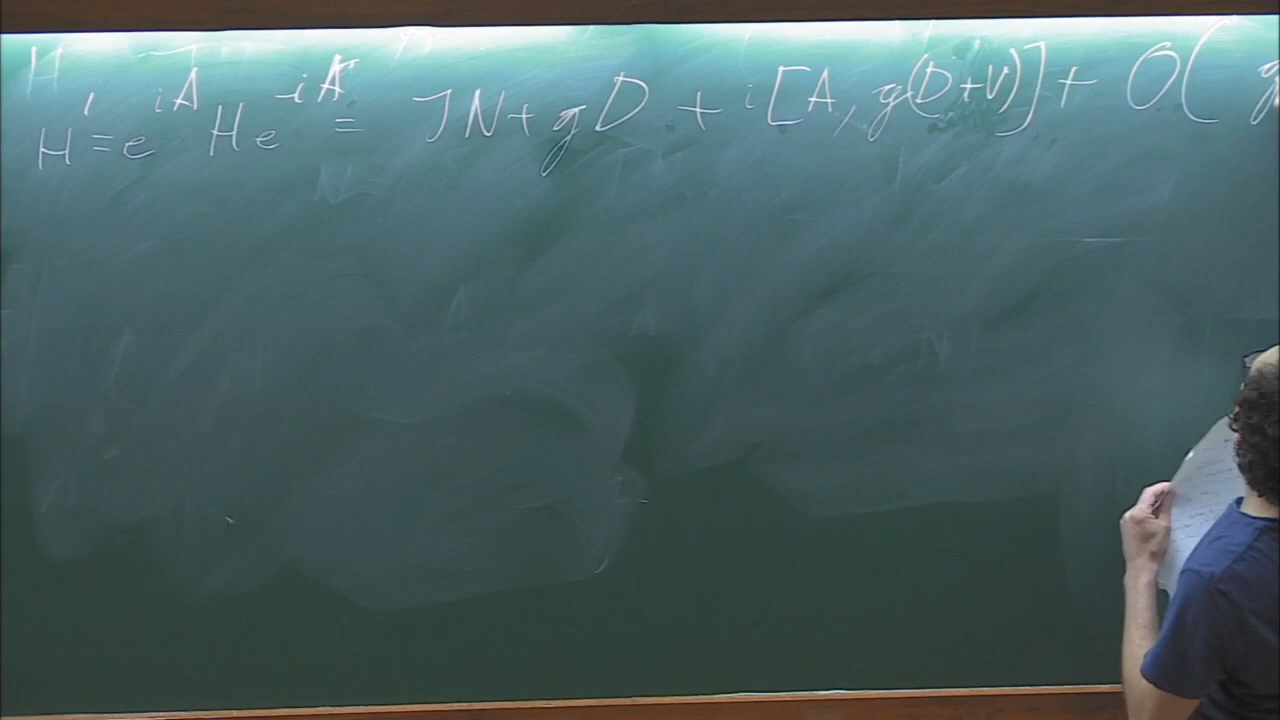 H' = e^{iA} H e^{-iA} = JN + gD + i[A, g(D+V)] + O(g